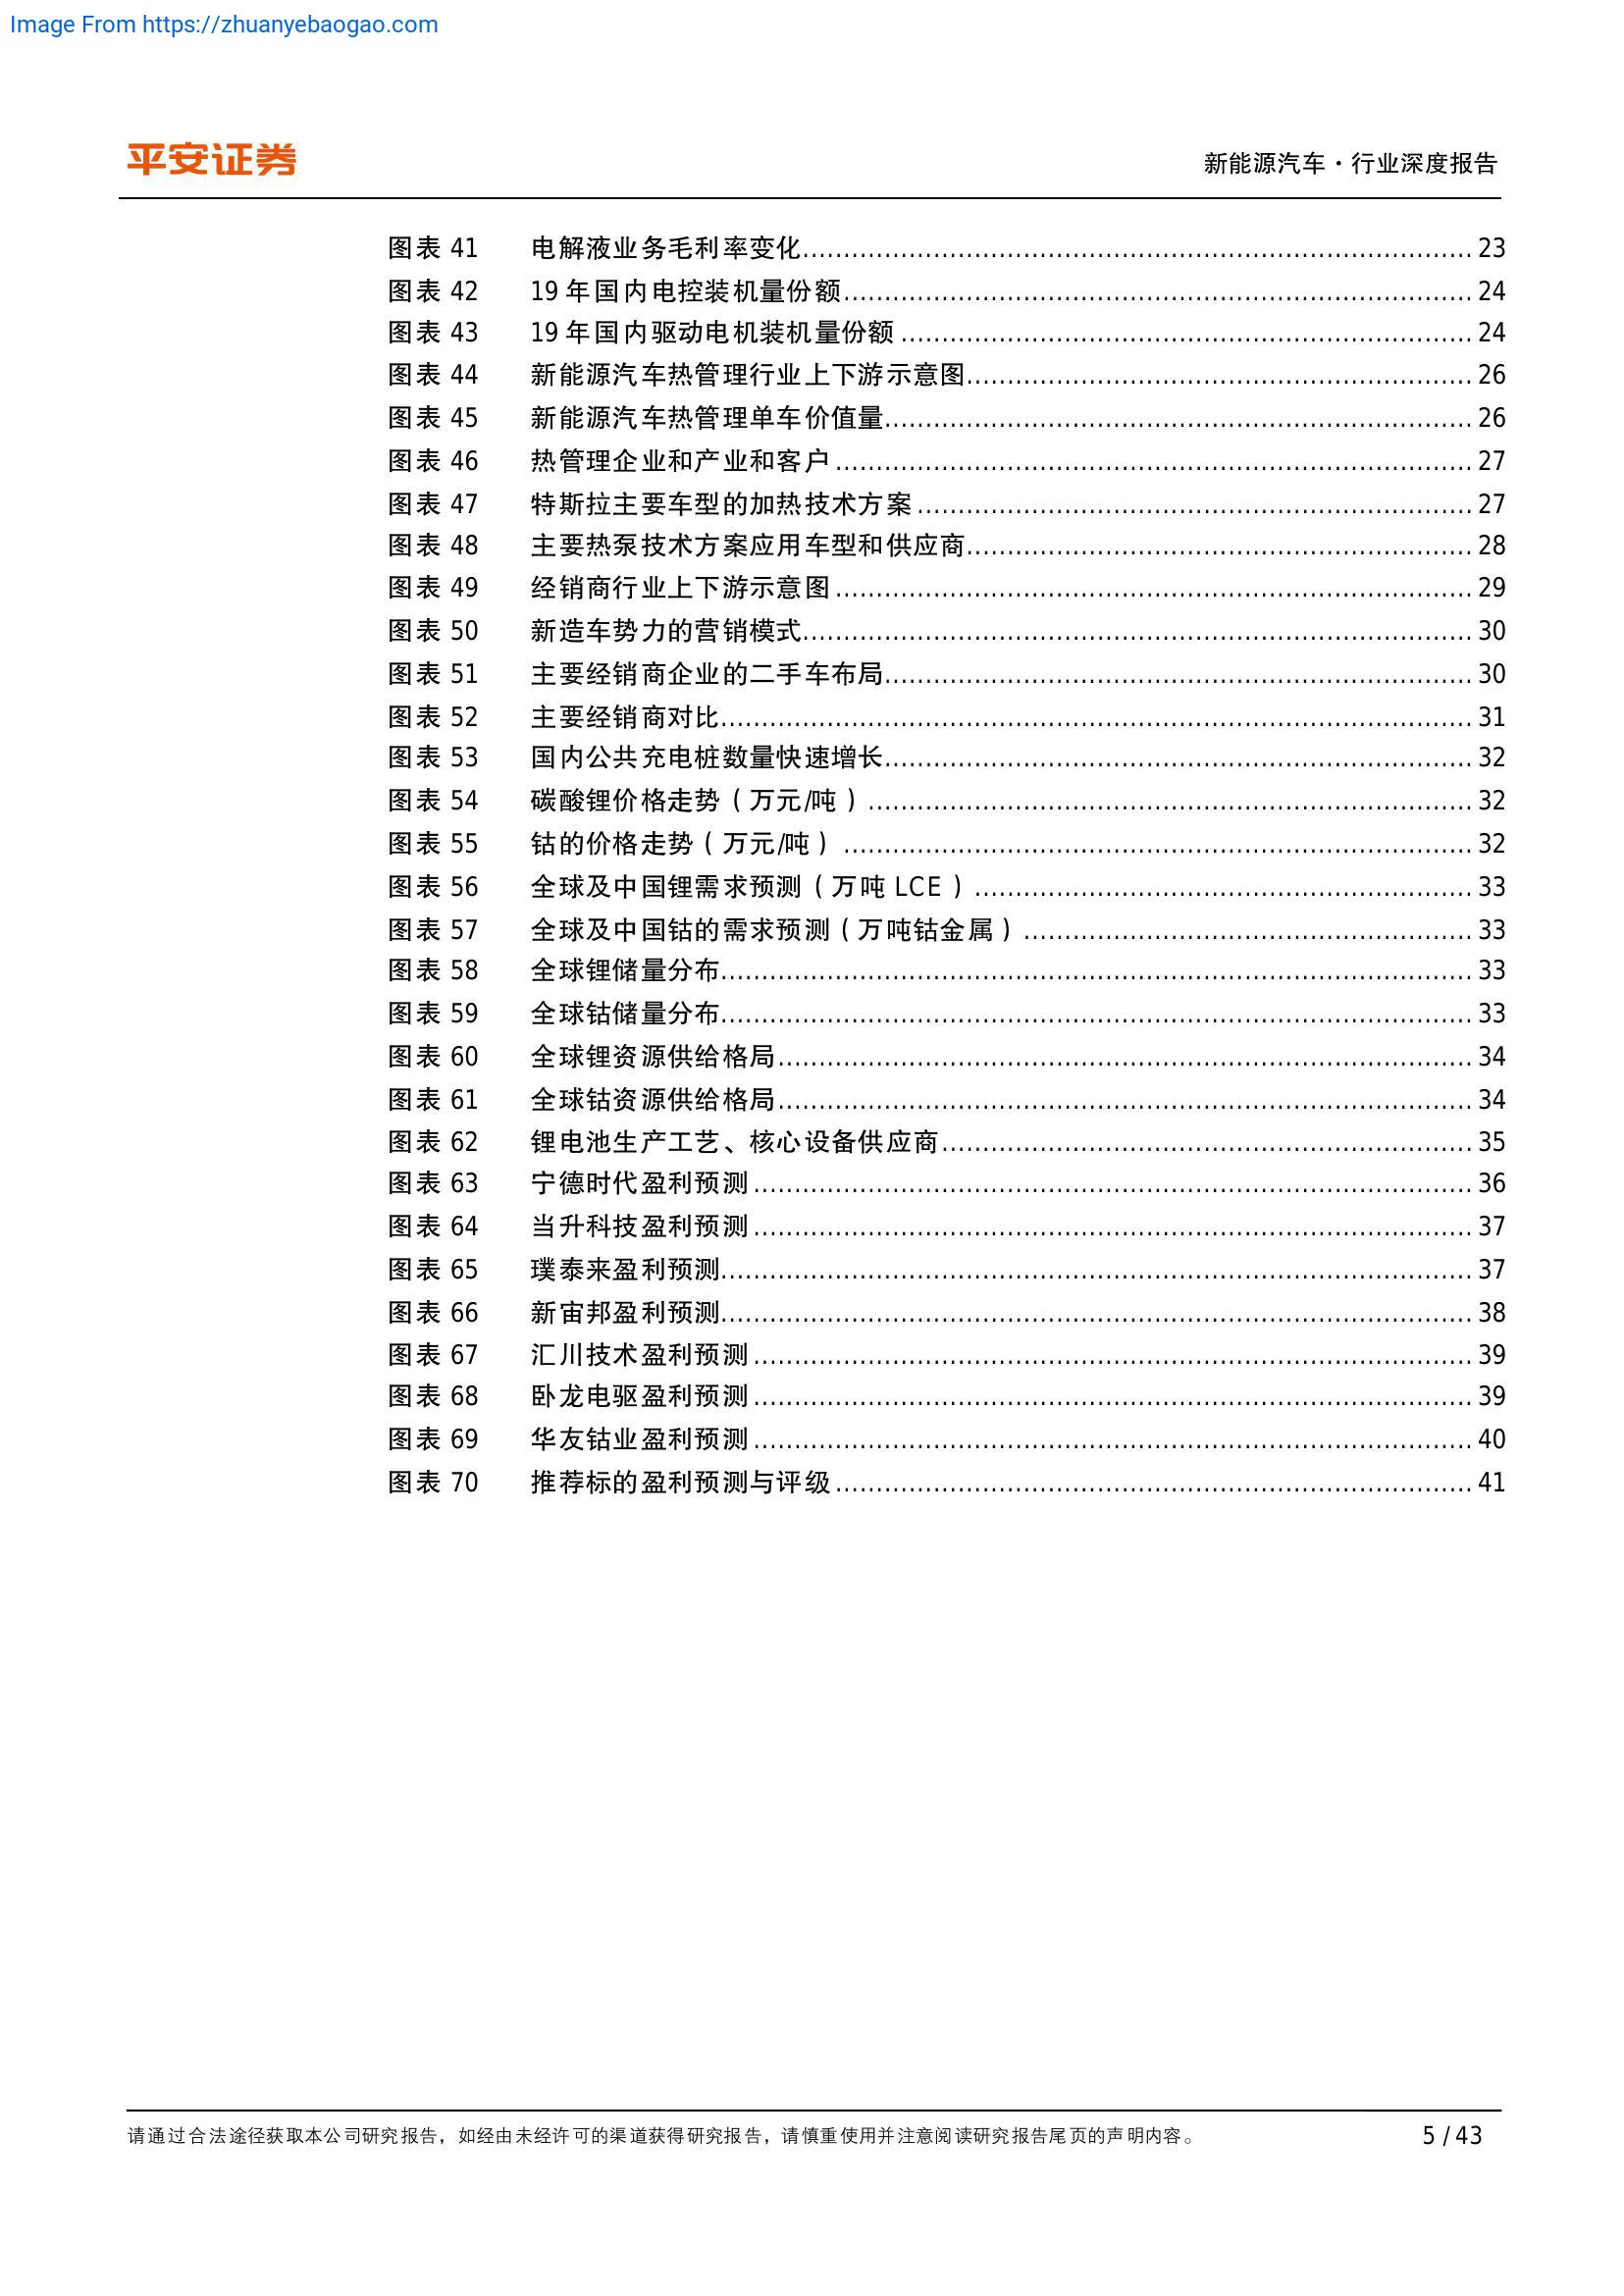 Image From https://zhuanyebaogao.com
平安证券
新能源汽车·行业深度报告
图表 41 电解液业务毛利率变化 23
图表 42 19 年国内电控装机量份额 24
图表 43 19 年国内驱动电机装机量份额 24
图表 44 新能源汽车热管理行业上下游示意图 26
图表 45 新能源汽车热管理单车价值量 26
图表 46 热管理企业和产业和客户 27
图表 47 特斯拉主要车型的加热技术方案 27
图表 48 主要热泵技术方案应用车型和供应商 28
图表 49 经销商行业上下游示意图 29
图表 50 新造车势力的营销模式 30
图表 51 主要经销商企业的二手车布局 30
图表 52 主要经销商对比 31
图表 53 国内公共充电桩数量快速增长 32
图表 54 碳酸锂价格走势（万元/吨） 32
图表 55 钴的价格走势（万元/吨） 32
图表 56 全球及中国锂需求预测（万吨 LCE） 33
图表 57 全球及中国钴的需求预测（万吨钴金属） 33
图表 58 全球锂储量分布 33
图表 59 全球钴储量分布 33
图表 60 全球锂资源供给格局 34
图表 61 全球钴资源供给格局 34
图表 62 锂电池生产工艺、核心设备供应商 35
图表 63 宁德时代盈利预测 36
图表 64 当升科技盈利预测 37
图表 65 璞泰来盈利预测 37
图表 66 新宙邦盈利预测 38
图表 67 汇川技术盈利预测 39
图表 68 卧龙电驱盈利预测 39
图表 69 华友钴业盈利预测 40
图表 70 推荐标的盈利预测与评级 41
请通过合法途径获取本公司研究报告，如经由未经许可的渠道获得研究报告，请慎重使用并注意阅读研究报告尾页的声明内容。
5 / 43